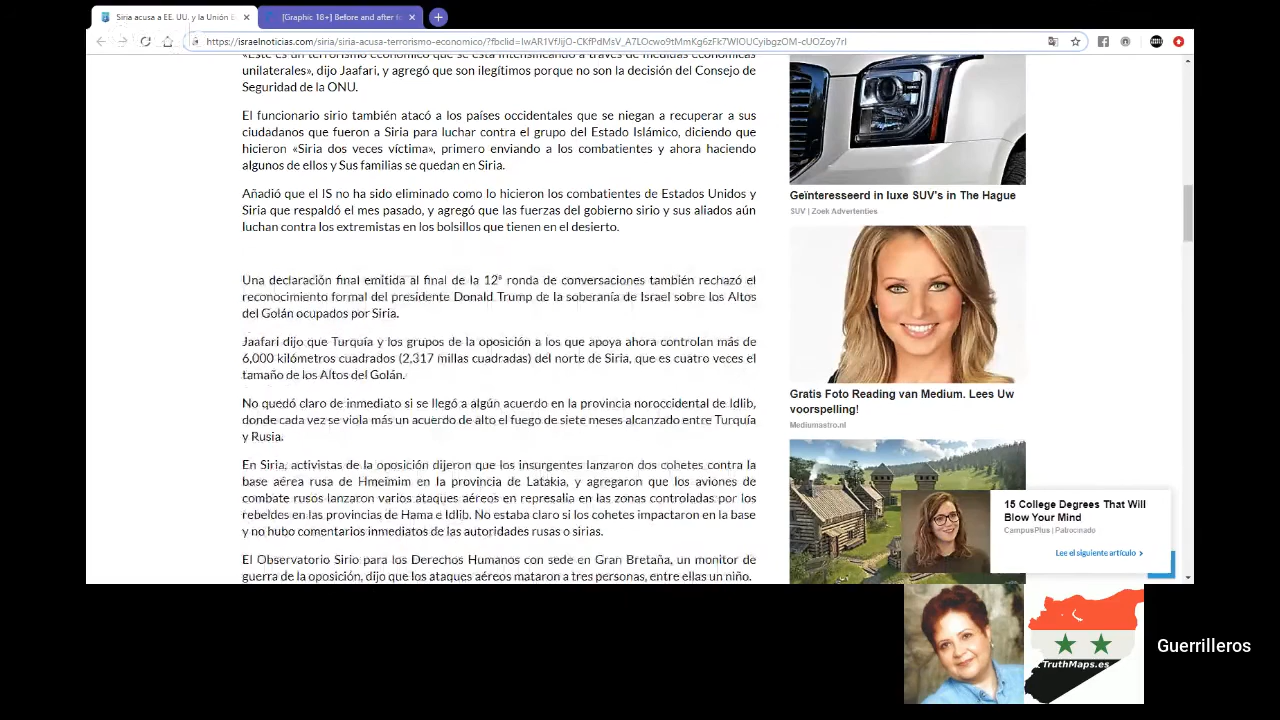 Siria acusa a EE. UU. y la Unión E
[Graphic 18+] Before and after fo
https://israelnoticias.com/siria/siria-acusa-terrorismo-economico/?fbclid=IwAR1VfJijO-CKfPdMsV_A7LOcwo9tMmKg6zFk7WlOUCyibgzOM-cUOZoy7rI
unilaterales», dijo Jaafari, y agregó que son ilegítimos porque no son la decisión del Consejo de
Seguridad de la ONU.
El funcionario sirio también atacó a los países occidentales que se niegan a recuperar a sus
ciudadanos que fueron a Siria para luchar contra el grupo del Estado Islámico, diciendo que
hicieron «Siria dos veces víctima», primero enviando a los combatientes y ahora haciendo
algunos de ellos y Sus familias se quedan en Siria.
Añadió que el IS no ha sido eliminado como lo hicieron los combatientes de Estados Unidos y
Siria que respaldó el mes pasado, y agregó que las fuerzas del gobierno sirio y sus aliados aún
luchan contra los extremistas en los bolsillos que tienen en el desierto.
Una declaración final emitida al final de la 12ª ronda de conversaciones también rechazó el
reconocimiento formal del presidente Donald Trump de la soberanía de Israel sobre los Altos
del Golán ocupados por Siria.
Jaafari dijo que Turquía y los grupos de la oposición a los que apoya ahora controlan más de
6,000 kilómetros cuadrados (2,317 millas cuadradas) del norte de Siria, que es cuatro veces el
tamaño de los Altos del Golán.
No quedó claro de inmediato si se llegó a algún acuerdo en la provincia noroccidental de Idlib,
donde cada vez se viola más un acuerdo de alto el fuego de siete meses alcanzado entre Turquía
y Rusia.
En Siria, activistas de la oposición dijeron que los insurgentes lanzaron dos cohetes contra la
base aérea rusa de Hmeimim en la provincia de Latakia, y agregaron que los aviones de
combate rusos lanzaron varios ataques aéreos en represalia en las zonas controladas por los
rebeldes en las provincias de Hama e Idlib. No estaba claro si los cohetes impactaron en la base
y no hubo comentarios inmediatos de las autoridades rusas o sirias.
El Observatorio Sirio para los Derechos Humanos con sede en Gran Bretaña, un monitor de
guerra de la oposición, dijo que los ataques aéreos mataron a tres personas, entre ellas un niño.
Geïnteresseerd in luxe SUV's in The Hague
SUV | Zoek Advertenties
Gratis Foto Reading van Medium. Lees Uw
voorspelling!
Mediumastro.nl
15 College Degrees That Will
Blow Your Mind
CampusPlus | Patrocinado
Lee el siguiente artículo
TruthMaps.es
Guerrilleros